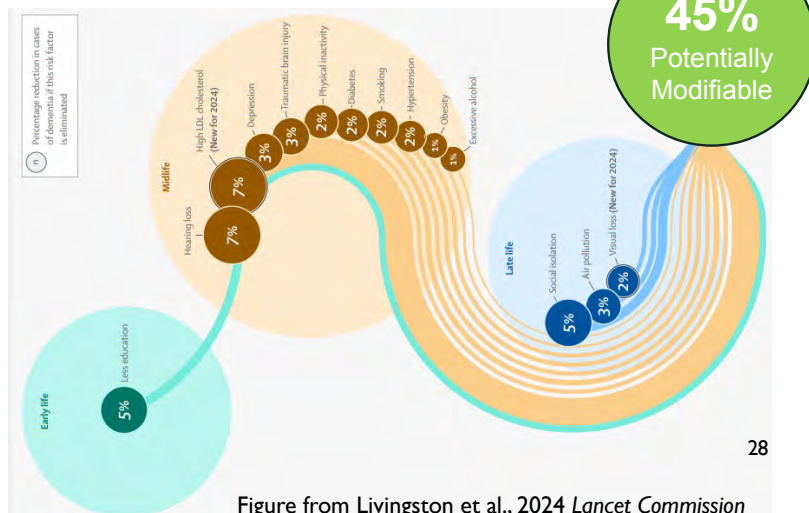 45%
Potentially
Modifiable
n
Percentage reduction in cases
of dementia if this risk factor
is eliminated
Early life
5%
Less education
Midlife
7%
Hearing loss
7%
High LDL cholesterol
(New for 2024)
3%
Depression
3%
Traumatic brain injury
2%
Physical inactivity
2%
Diabetes
2%
Smoking
2%
Hypertension
1%
Obesity
1%
Excessive alcohol
Late life
5%
Social isolation
3%
Air pollution
2%
Visual loss (New for 2024)
28
Figure from Livingston et al., 2024 Lancet Commission